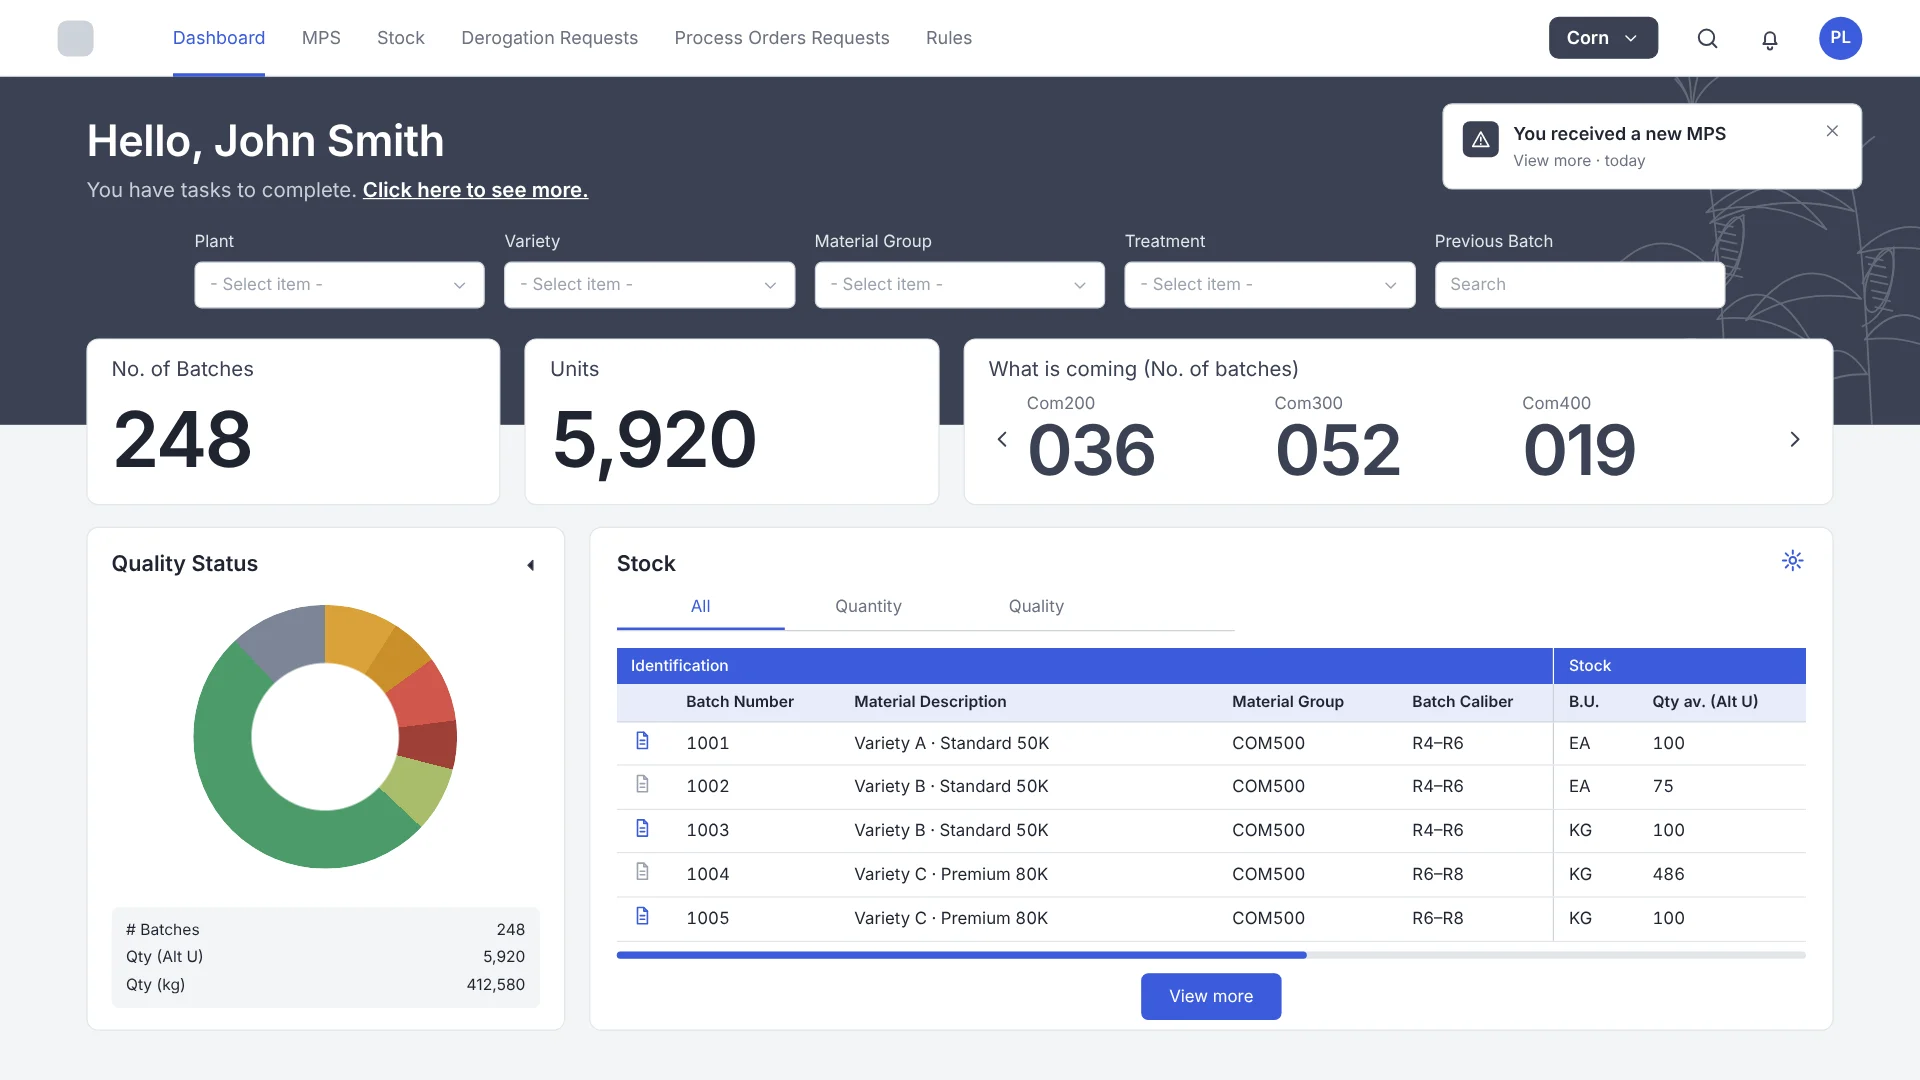 Dashboard MPS Stock Derogation Requests Process Orders Requests Rules Corn PL
Hello, John Smith
You have tasks to complete. Click here to see more.
You received a new MPS
View more · today
Plant Variety Material Group Treatment Previous Batch
- Select item - - Select item - - Select item - - Select item - Search
No. of Batches
248
Units
5,920
What is coming (No. of batches)
Com200 Com300 Com400
036 052 019
Quality Status
# Batches 248
Qty (Alt U) 5,920
Qty (kg) 412,580
Stock
All Quantity Quality
Identification Stock
Batch Number Material Description Material Group Batch Caliber B.U. Qty av. (Alt U)
1001 Variety A · Standard 50K COM500 R4–R6 EA 100
1002 Variety B · Standard 50K COM500 R4–R6 EA 75
1003 Variety B · Standard 50K COM500 R4–R6 KG 100
1004 Variety C · Premium 80K COM500 R6–R8 KG 486
1005 Variety C · Premium 80K COM500 R6–R8 KG 100
View more